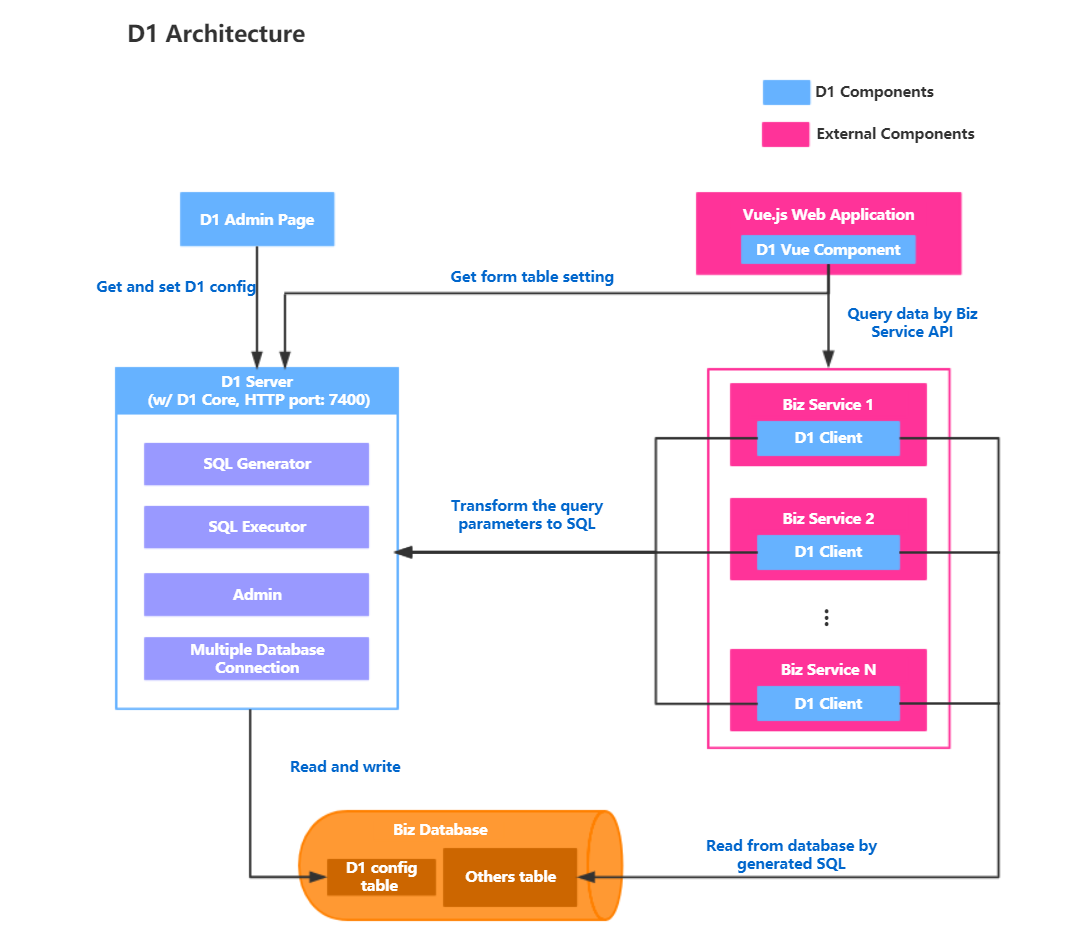 D1 Architecture
D1 Components
External Components
D1 Admin Page
Vue.js Web Application
D1 Vue Component
Get and set D1 config
Get form table setting
Query data by Biz
Service API
D1 Server
(w/ D1 Core, HTTP port: 7400)
SQL Generator
SQL Executor
Admin
Multiple Database
Connection
Transform the query
parameters to SQL
Biz Service 1
D1 Client
Biz Service 2
D1 Client
Biz Service N
D1 Client
Read and write
Biz Database
D1 config
table
Others table
Read from database by
generated SQL